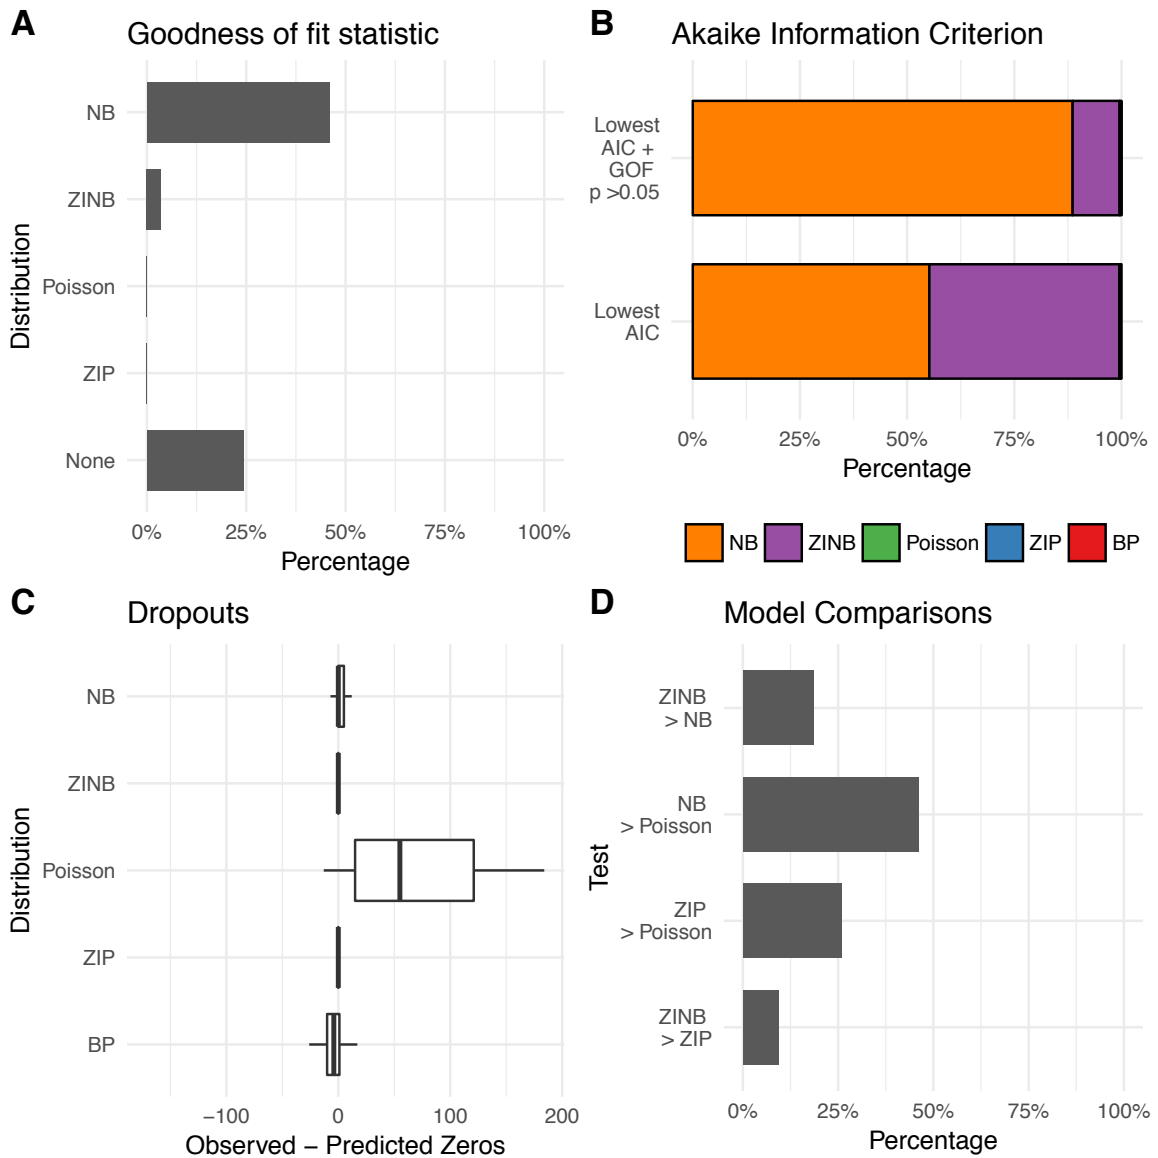 A
Goodness of fit statistic
Distribution
NB
ZINB
Poisson
ZIP
None
0%
25%
50%
75%
100%
Percentage
B
Akaike Information Criterion
Lowest
AIC +
GOF
p >0.05
Lowest
AIC
0%
25%
50%
75%
100%
Percentage
NB
ZINB
Poisson
ZIP
BP
C
Dropouts
Distribution
NB
ZINB
Poisson
ZIP
BP
−100
0
100
200
Observed − Predicted Zeros
D
Model Comparisons
Test
ZINB
> NB
NB
> Poisson
ZIP
> Poisson
ZINB
> ZIP
0%
25%
50%
75%
100%
Percentage